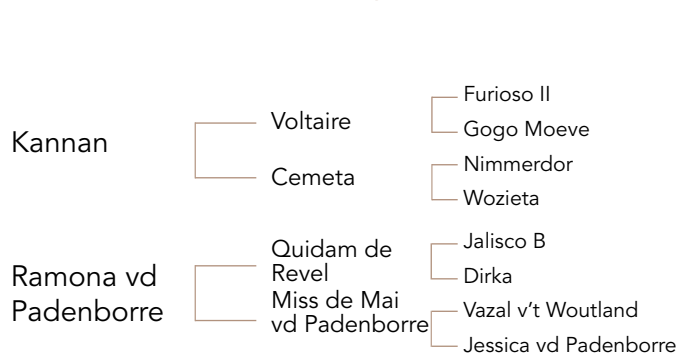 Kannan
Voltaire
Furioso II
Gogo Moeve
Cemeta
Nimmerdor
Wozieta
Ramona vd
Padenborre
Quidam de
Revel
Jalisco B
Dirka
Miss de Mai
vd Padenborre
Vazal v't Woutland
Jessica vd Padenborre